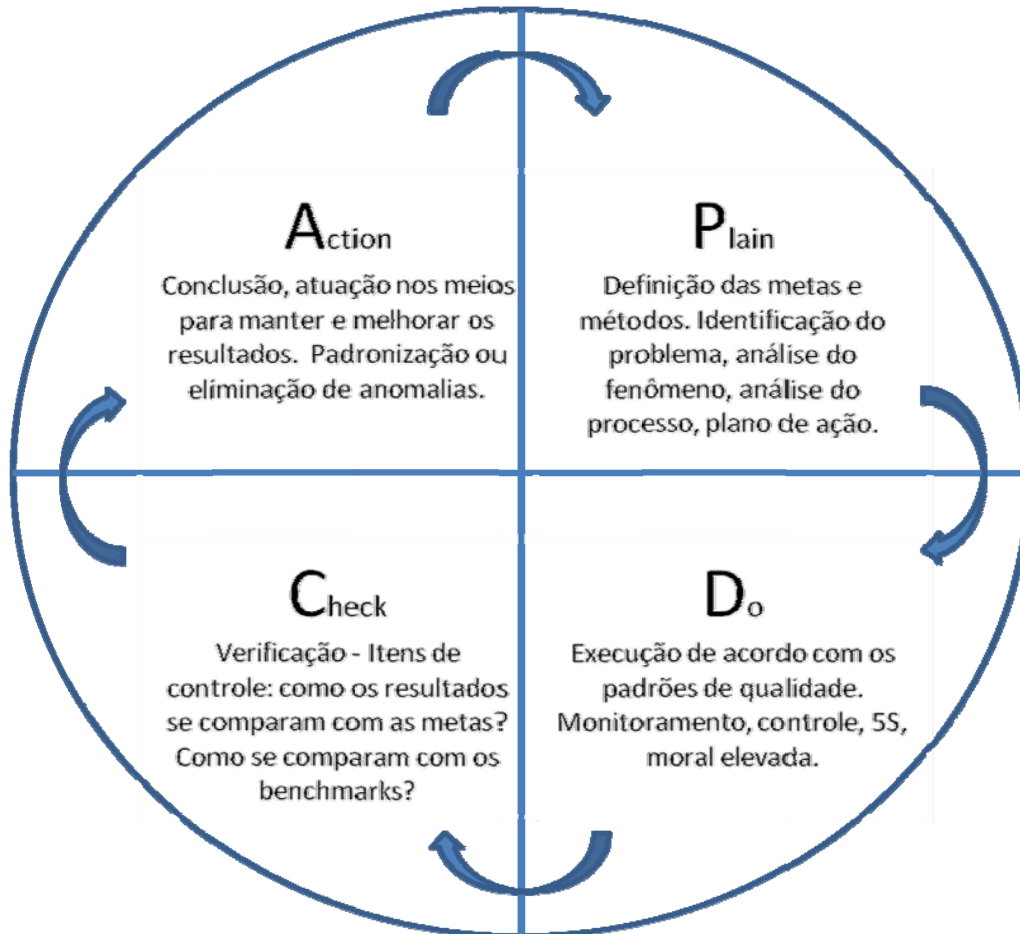 Action
Conclusão, atuação nos meios
para manter e melhorar os
resultados. Padronização ou
eliminação de anomalias.
Plain
Definição das metas e
métodos. Identificação do
problema, análise do
fenômeno, análise do
processo, plano de ação.
Check
Verificação - Itens de
controle: como os resultados
se comparam com as metas?
Como se comparam com os
benchmarks?
Do
Execução de acordo com os
padrões de qualidade.
Monitoramento, controle, 5S,
moral elevada.